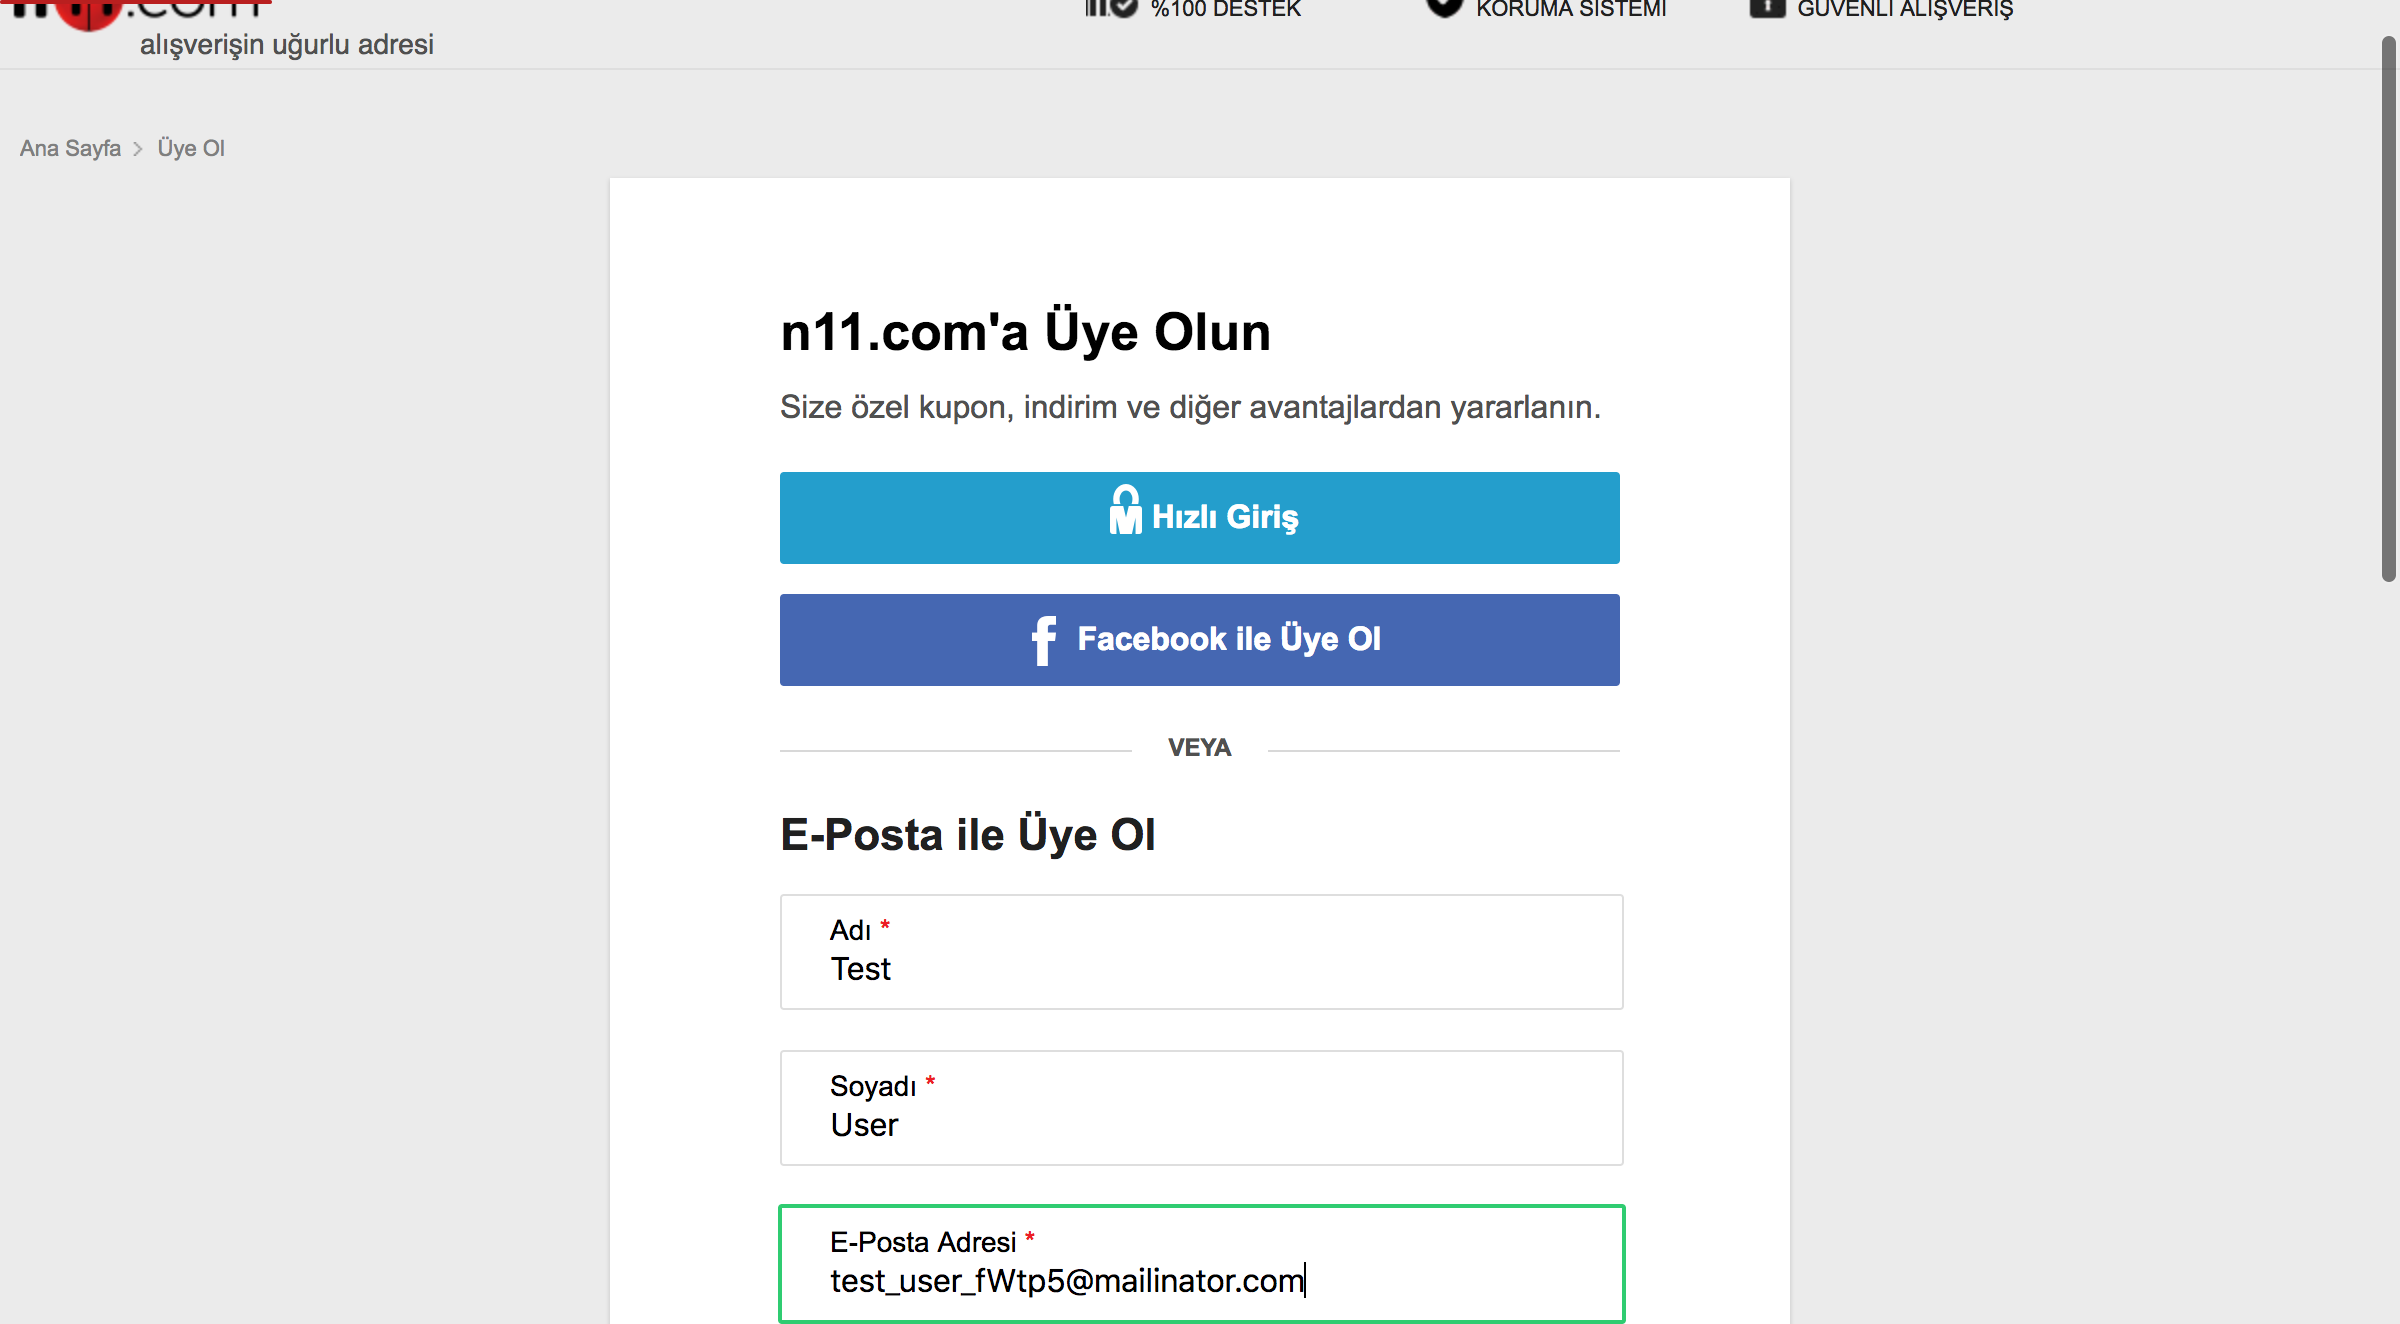 n11.com
alışverişin uğurlu adresi
%100 DESTEK
KORUMA SİSTEMİ
GÜVENLİ ALIŞVERİŞ
Ana Sayfa > Üye Ol
n11.com'a Üye Olun
Size özel kupon, indirim ve diğer avantajlardan yararlanın.
Hızlı Giriş
Facebook ile Üye Ol
VEYA
E-Posta ile Üye Ol
Adı *
Test
Soyadı *
User
E-Posta Adresi *
test_user_fWtp5@mailinator.com